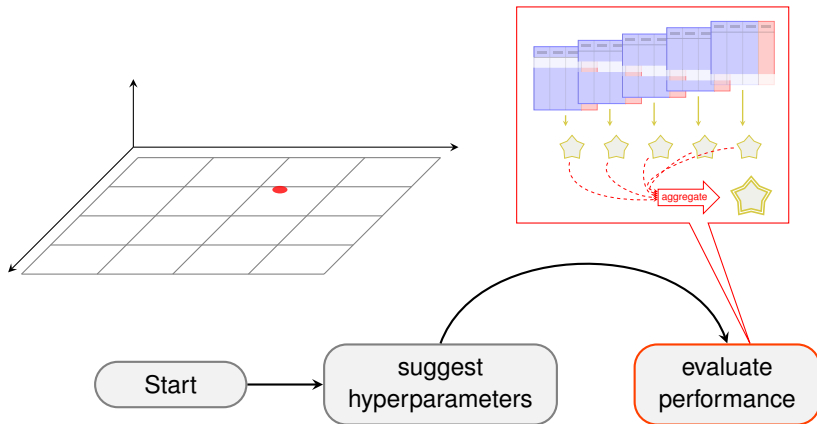 aggregate
Start
suggest
hyperparameters
evaluate
performance